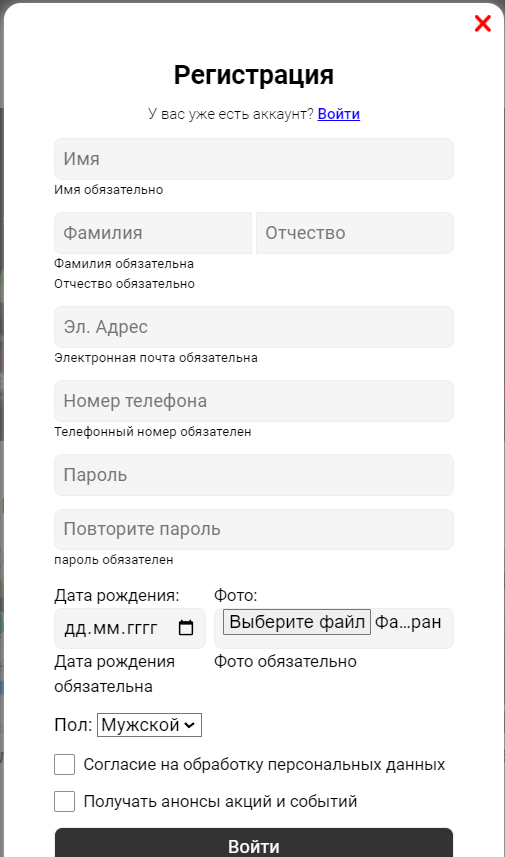 Регистрация
У вас уже есть аккаунт? Войти
Имя
Имя обязательно
Фамилия Отчество
Фамилия обязательна
Отчество обязательно
Эл. Адрес
Электронная почта обязательна
Номер телефона
Телефонный номер обязателен
Пароль
Повторите пароль
пароль обязателен
Дата рождения: Фото:
дд.мм.гггг Выберите файл Фа...ран
Дата рождения Фото обязательно
обязательна
Пол: Мужской
Согласие на обработку персональных данных
Получать анонсы акций и событий
Войти